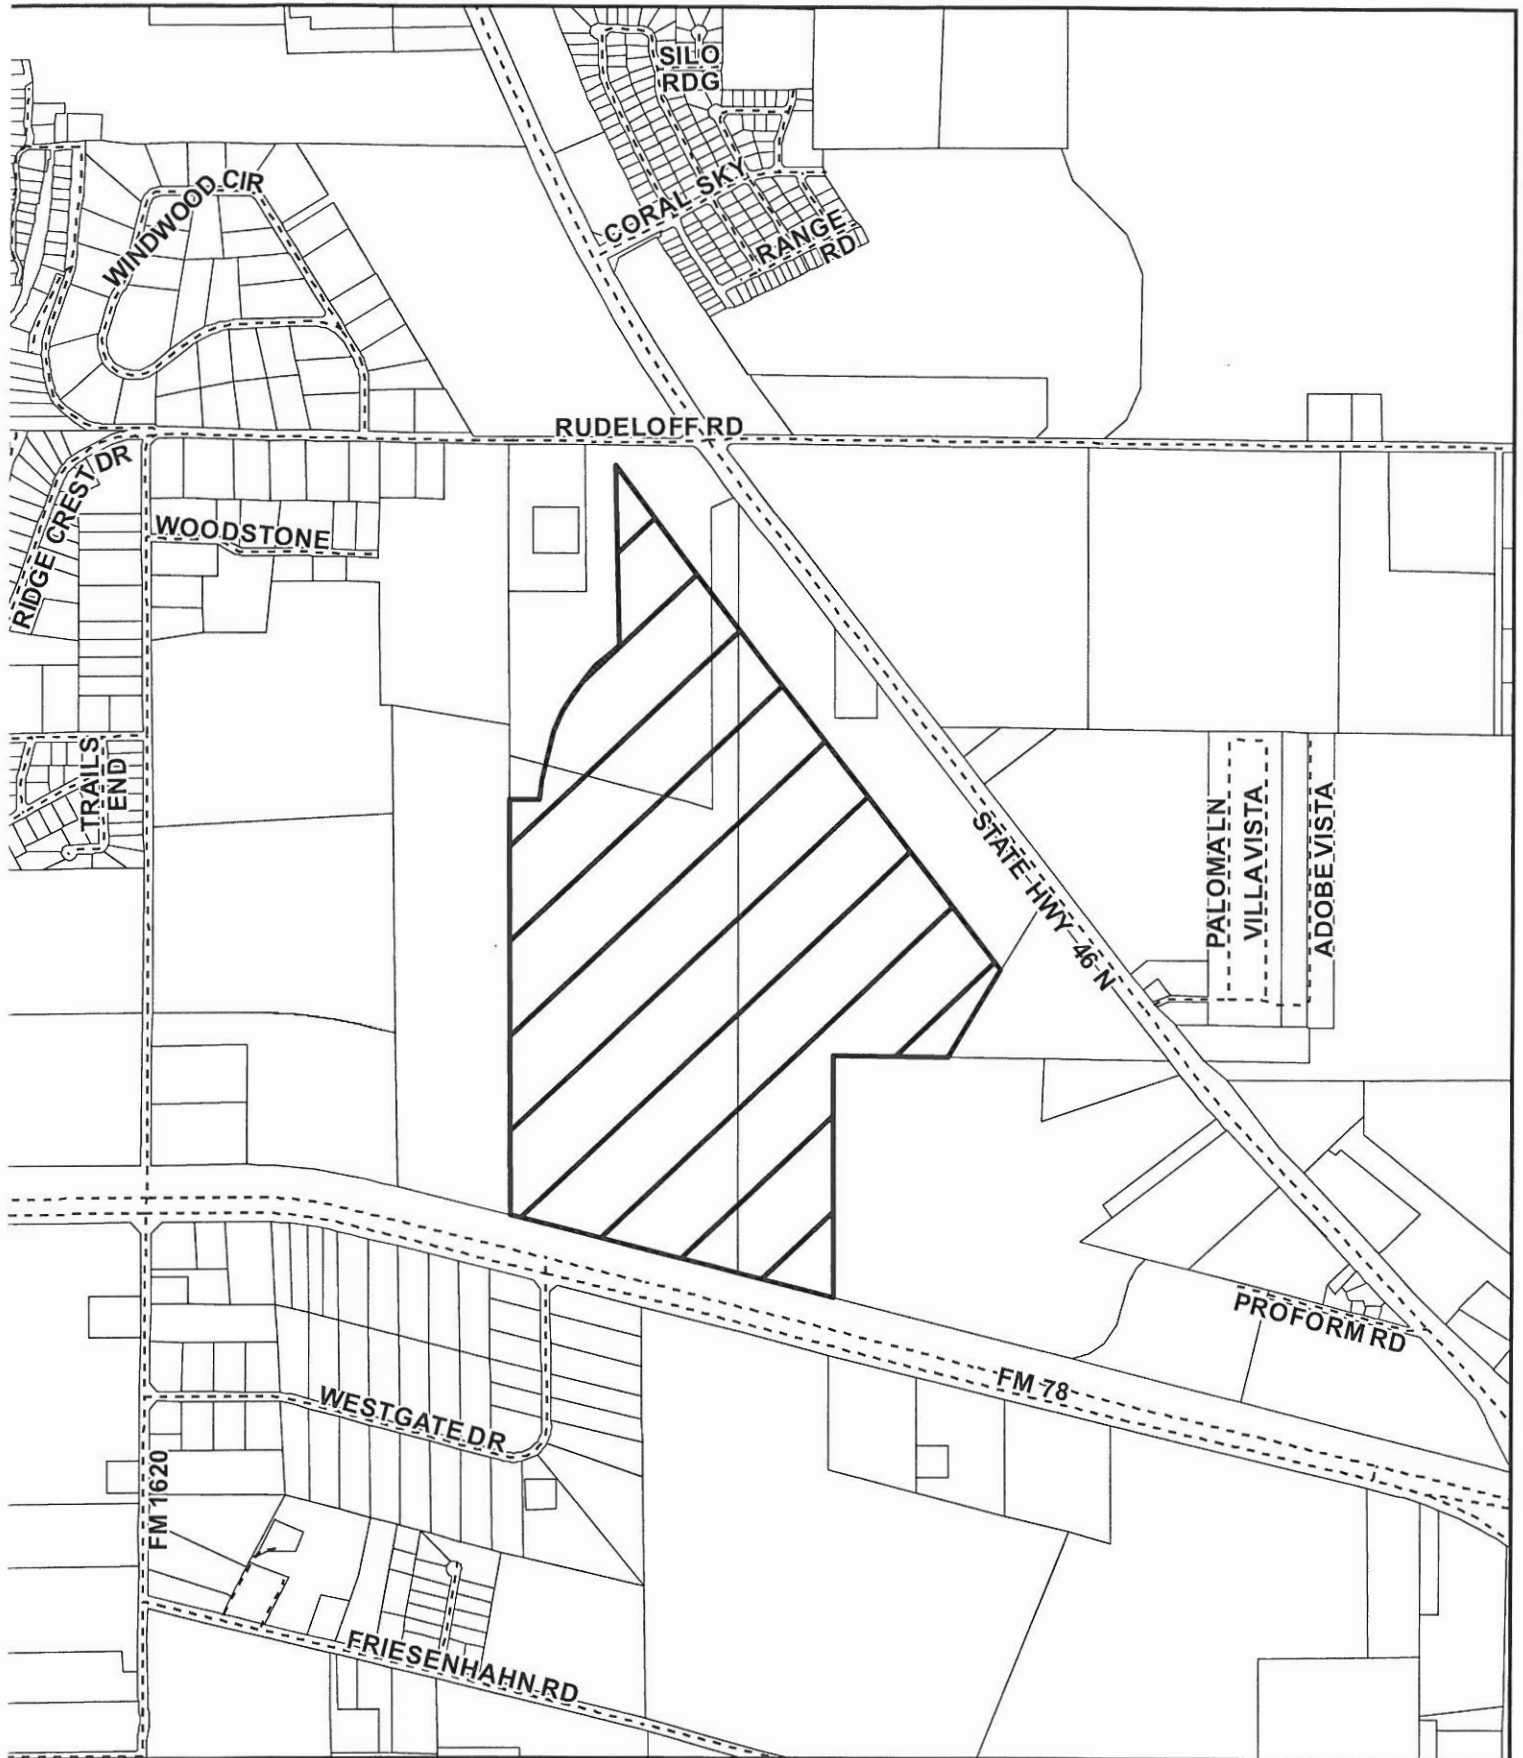 SILO
RDG
WINDWOOD CIR
CORAL SKY
RANGE
RD
RUDELOFF RD
RIDGE CREST DR
WOODSTONE
TRAILS
END
STATE HWY 46 N
PALOMA LN
VILLA VISTA
ADOBE VISTA
PROFORM RD
FM 78
WESTGATE DR
FM 1620
FRIESENHAHN RD